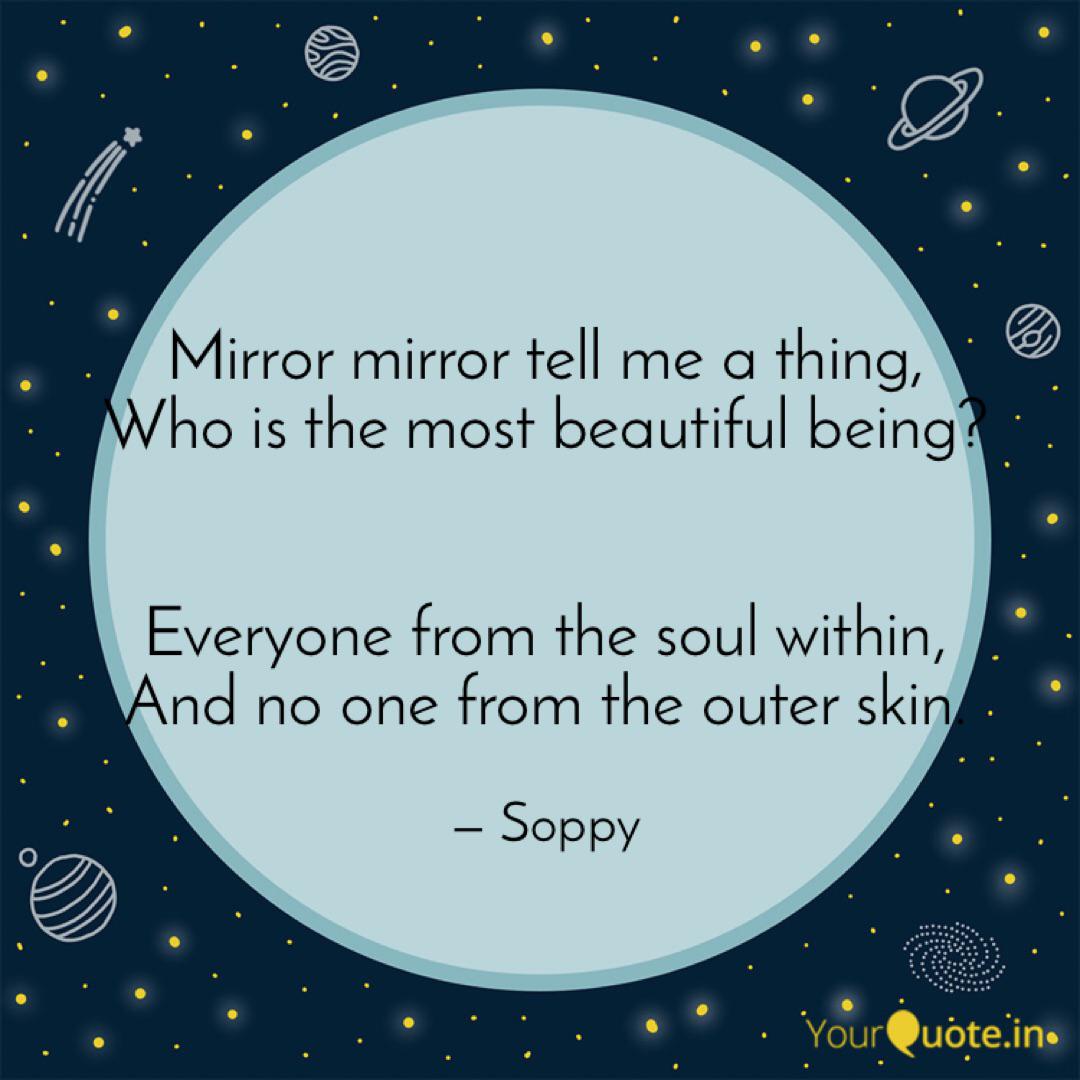 Mirror mirror tell me a thing,
Who is the most beautiful being?
Everyone from the soul within,
And no one from the outer skin.
– Soppy
YourQuote.in